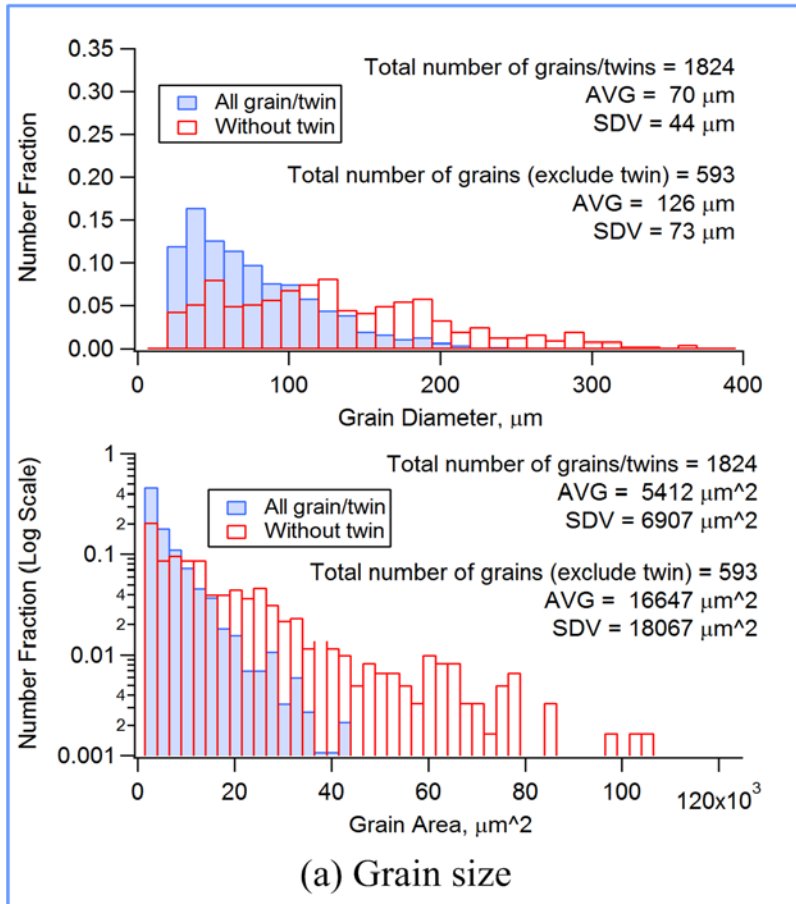 0.35
0.30
0.25
0.20
0.15
0.10
0.05
0.00
Number Fraction
All grain/twin
Without twin
Total number of grains/twins = 1824
AVG = 70 μm
SDV = 44 μm
Total number of grains (exclude twin) = 593
AVG = 126 μm
SDV = 73 μm
0 100 200 300 400
Grain Diameter, μm
1
4
2
0.1
4
2
0.01
4
2
0.001
Number Fraction (Log Scale)
All grain/twin
Without twin
Total number of grains/twins = 1824
AVG = 5412 μm^2
SDV = 6907 μm^2
Total number of grains (exclude twin) = 593
AVG = 16647 μm^2
SDV = 18067 μm^2
0 20 40 60 80 100 120x10³
Grain Area, μm^2
(a) Grain size